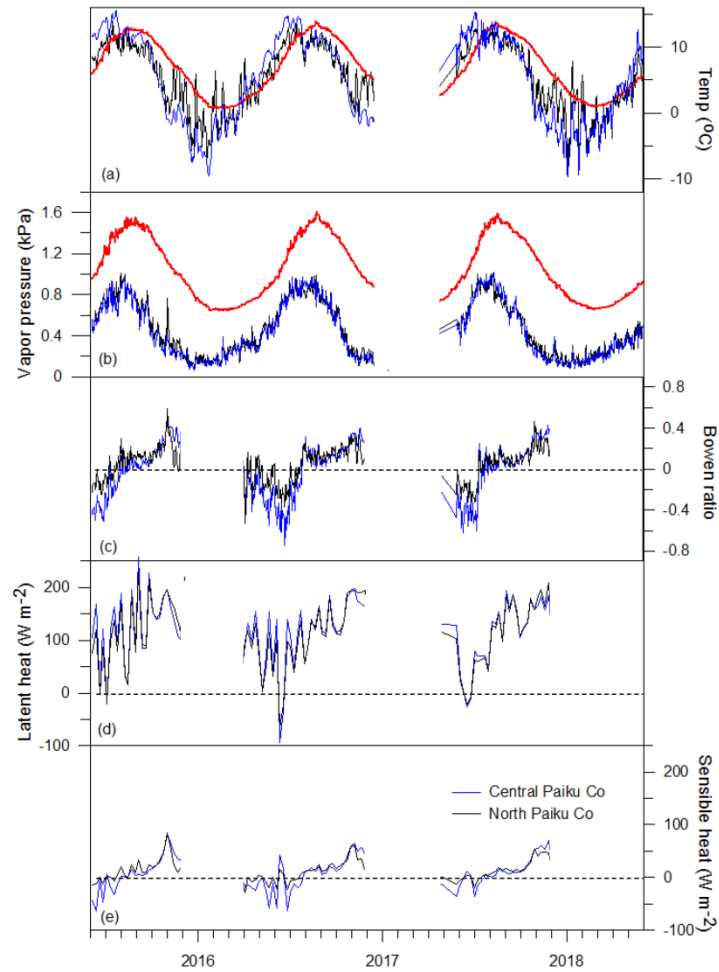 10
0
-10
Temp (⁰C)
(a)
1.6
1.2
0.8
0.4
0
Vapor pressure (kPa)
(b)
0.8
0.4
0
-0.4
-0.8
Bowen ratio
(c)
200
100
0
-100
Latent heat (W m-2)
(d)
200
100
0
-100
Sensible heat (W m-2)
Central Paiku Co
North Paiku Co
(e)
2016
2017
2018